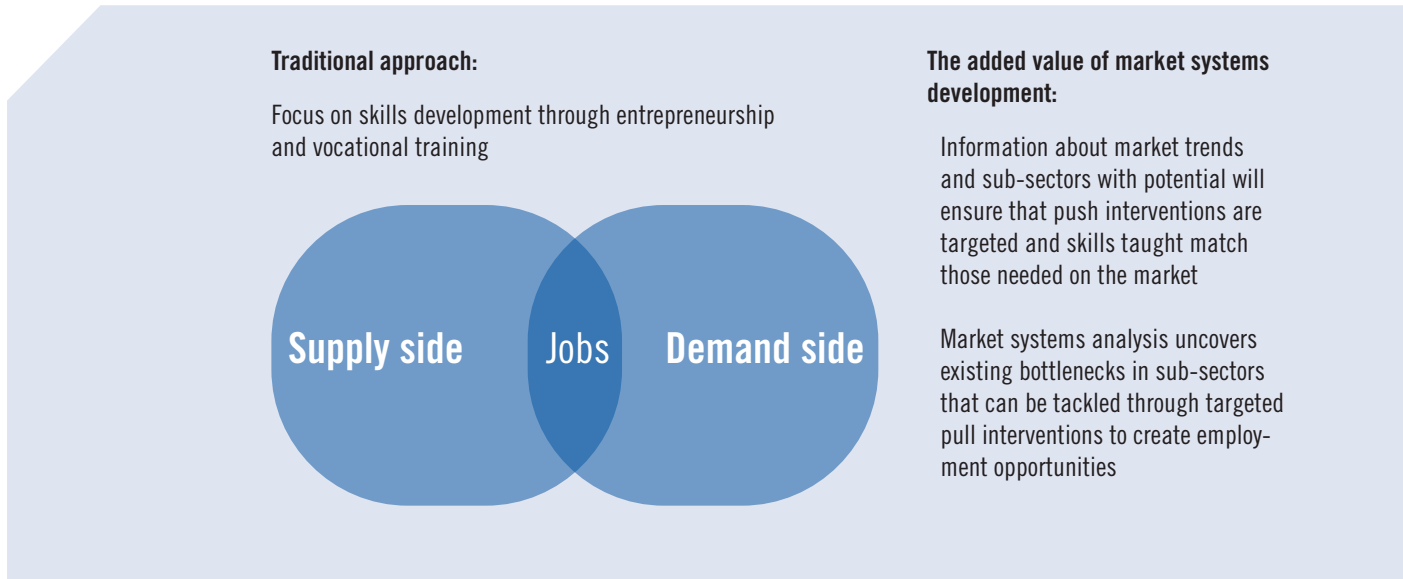 Traditional approach:
Focus on skills development through entrepreneurship
and vocational training
Supply side
Jobs
Demand side
The added value of market systems
development:
Information about market trends
and sub-sectors with potential will
ensure that push interventions are
targeted and skills taught match
those needed on the market
Market systems analysis uncovers
existing bottlenecks in sub-sectors
that can be tackled through targeted
pull interventions to create employ-
ment opportunities